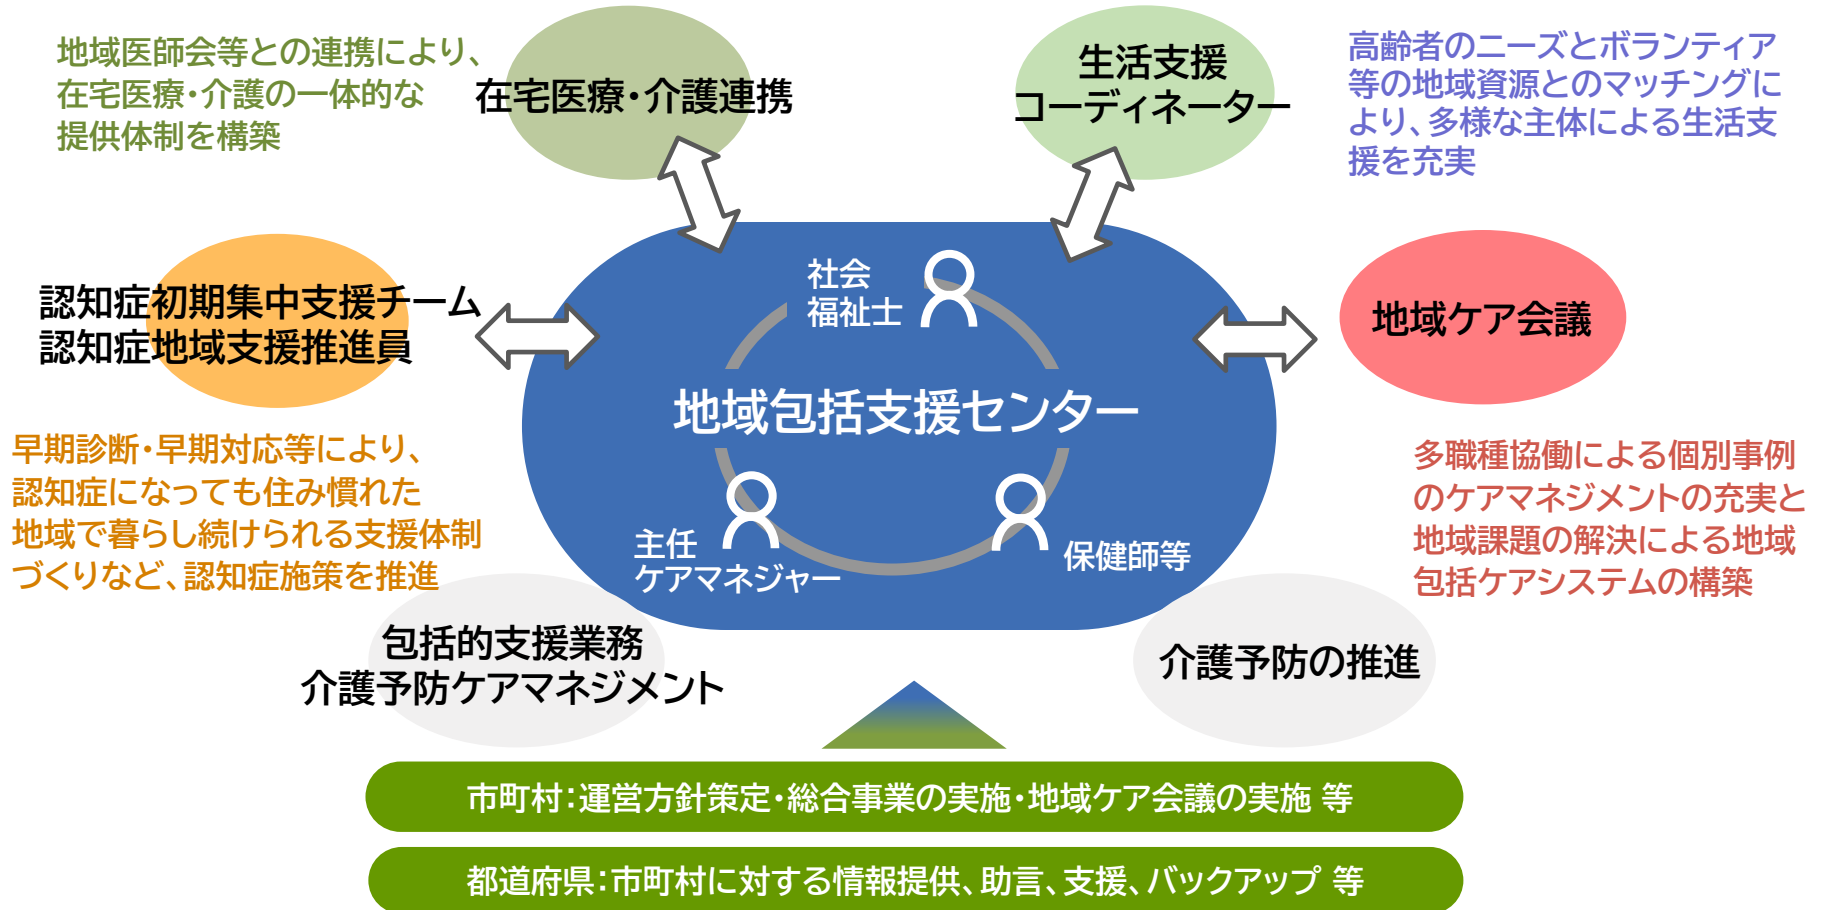 地域医師会等との連携により、
在宅医療・介護の一体的な
提供体制を構築
在宅医療・介護連携
生活支援
コーディネーター
高齢者のニーズとボランティア
等の地域資源とのマッチングに
より、多様な主体による生活支
援を充実
認知症初期集中支援チーム
認知症地域支援推進員
社会
福祉士
地域ケア会議
地域包括支援センター
早期診断・早期対応等により、
認知症になっても住み慣れた
地域で暮らし続けられる支援体制
づくりなど、認知症施策を推進
主任
ケアマネジャー
保健師等
多職種協働による個別事例
のケアマネジメントの充実と
地域課題の解決による地域
包括ケアシステムの構築
包括的支援業務
介護予防ケアマネジメント
介護予防の推進
市町村：運営方針策定・総合事業の実施・地域ケア会議の実施 等
都道府県：市町村に対する情報提供、助言、支援、バックアップ 等